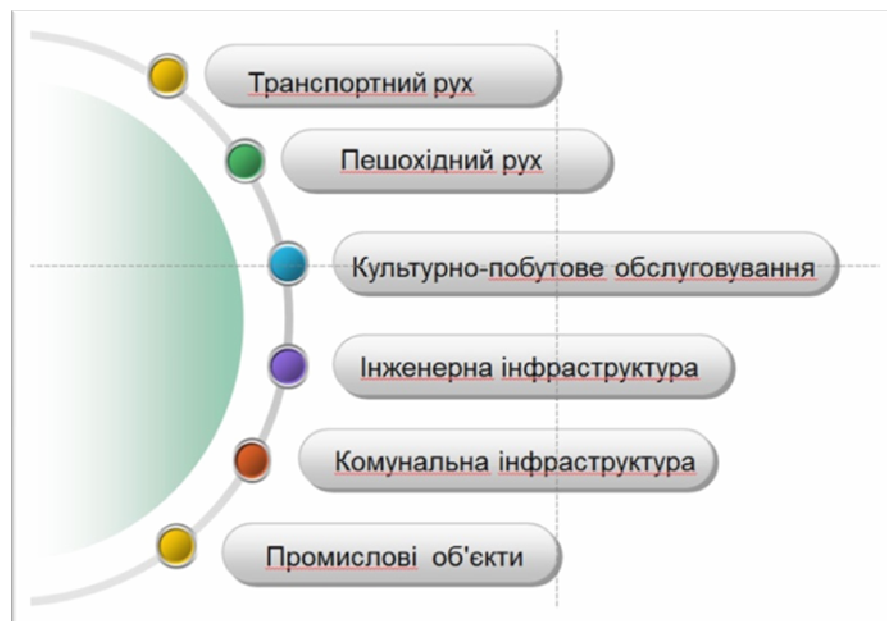 Транспортний рух
Пешохідний рух
Культурно-побутове обслуговування
Інженерна інфраструктура
Комунальна інфраструктура
Промислові об'єкти